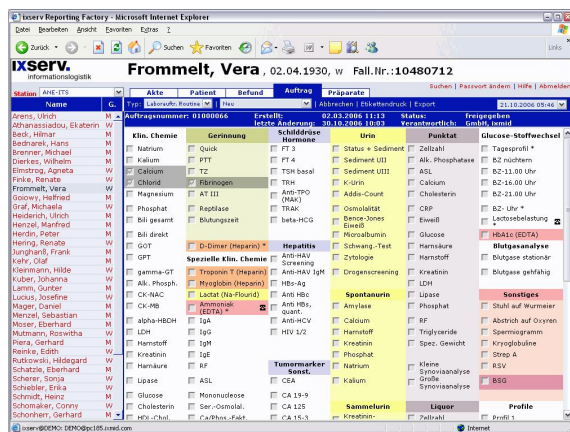 ixserv Reporting Factory - Microsoft Internet Explorer
Datei Bearbeiten Ansicht Favoriten Extras ?
Zurück Suchen Favoriten Links
ixserv. informationslogistik
Frommelt, Vera , 02.04.1930, w Fall.Nr.:10480712
Suchen | Passwort ändern | Hilfe | Abmelden
Station ANE-ITS
Akte Patient Befund Auftrag Präparate
Name G.
Typ: Laborauftr. Routine | Neu | Abbrechen | Etikettendruck | Export 21.10.2006 05:46
Auftragsnummer: 01000066 Erstellt: 02.03.2006 11:13 Status: freigegeben
letzte Änderung: 30.10.2006 10:03 Verantwortlich: GmbH, ixmid
Arens, Ulrich M
Athanassiadou, Ekaterin W
Beck, Hilmar M
Bednarek, Hans M
Brenner, Michael M
Dierkes, Wilhelm M
Elmstrog, Agneta W
Finke, Renate W
Frommelt, Vera W
Goiowy, Helfried M
Graf, Michaela W
Heiderich, Ulrich M
Henzel, Manfred M
Herdin, Peter M
Hering, Renate W
Junghanß, Frank M
Kehr, Olaf M
Kleinmann, Hilde W
Kuber, Johanna W
Lamm, Gunter M
Lucius, Josefine W
Mager, Daniel M
Menzel, Sebastian M
Moser, Eberhard M
Mutmann, Roswitha W
Piera, Gerhard M
Reinke, Edith W
Rutkowski, Hildegard W
Schatzle, Eberhard M
Scherer, Sonja W
Schiebler, Erika W
Schmidt, Heinz M
Schomaker, Conny W
Schonherr, Gerhard M
Klin. Chemie
Natrium
Kalium
Calcium
Chlorid
Magnesium
Phosphat
Bili gesamt
Bili direkt
GOT
GPT
gamma-GT
Alk. Phosph.
CK-NAC
CK-MB
alpha-HBDH
LDH
Harnstoff
Kreatinin
Harnsäure
Lipase
Glucose
Cholesterin
HDL-Chol.
Gerinnung
Quick
PTT
TZ
Fibrinogen
AT III
Reptilase
Blutungszeit
D-Dimer (Heparin) *
Spezielle Klin. Chemie
Troponin T (Heparin)
Myoglobin (Heparin)
Lactat (Na-Flourid)
Ammoniak (EDTA) *
IgA
IgG
IgM
IgE
RF
ASL
Mononucleose
Ser.-Osmolal.
Ca/Phos.-Fakt.
Schilddrüse Hormone
FT 3
FT 4
TSH basal
TRH
Anti-TPO (MAK)
TRAK
beta-HCG
Hepatitis
Anti-HAV Screening
Anti-HAV IgM
HBs-Ag
Anti HBc
Anti HBs, quant.
Anti-HCV
HIV 1/2
Tumormarker Sonst.
CEA
CA 19-9
CA 125
CA 15-3
Urin
Status + Sediment
Sediment UII
Sediment UIII
K-Urin
Addis-Count
Osmolalität
Bence-Jones Eiweiß
Microalbumin
Schwang.-Test
Zytologie
Drogenscreening
Spontanurin
Amylase
Calcium
Harnstoff
Kreatinin
Phosphat
Natrium
Kalium
Sammelurin
Kreatinin-
Punktat
Zellzahl
Alk. Phosphatase
ASL
Calcium
Cholesterin
CRP
Eiweiß
Glucose
Harnsäure
Harnstoff
Kreatinin
LDH
Lipase
Phosphat
RF
Triglyceride
Spez. Gewicht
Kleine Synoviaanalyse
Große Synoviaanalyse
Liquor
Zellzahl
Glucose-Stoffwechsel
Tagesprofil *
BZ nüchtern
BZ-11.00 Uhr
BZ-16.00 Uhr
BZ-21.00 Uhr
BZ- Uhr *
Lactosebelastung *
HbA1c (EDTA)
Blutgasanalyse
Blutgase stationär
Blutgase gehfähig
Sonstiges
Stuhl auf Wurmeier
Abstrich auf Oxyren
Spermiogramm
Kryoglobuline
Strep A
RSV
BSG
Profile
Profil 1
ixserv@DEMO: DEMO@pc185.ixmid.com Internet